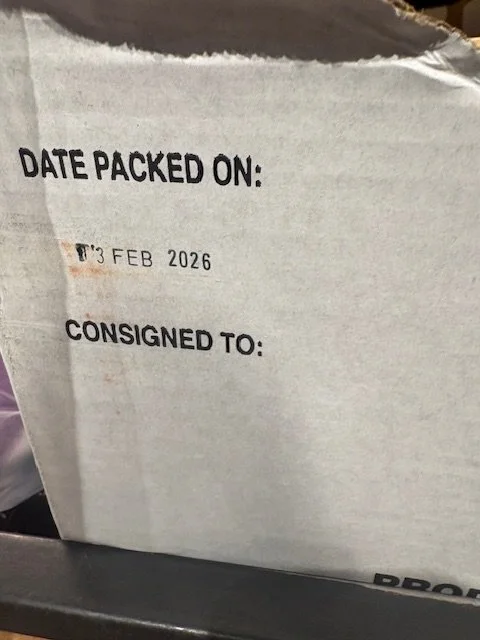 DATE PACKED ON:
FEB 2026
CONSIGNED TO: